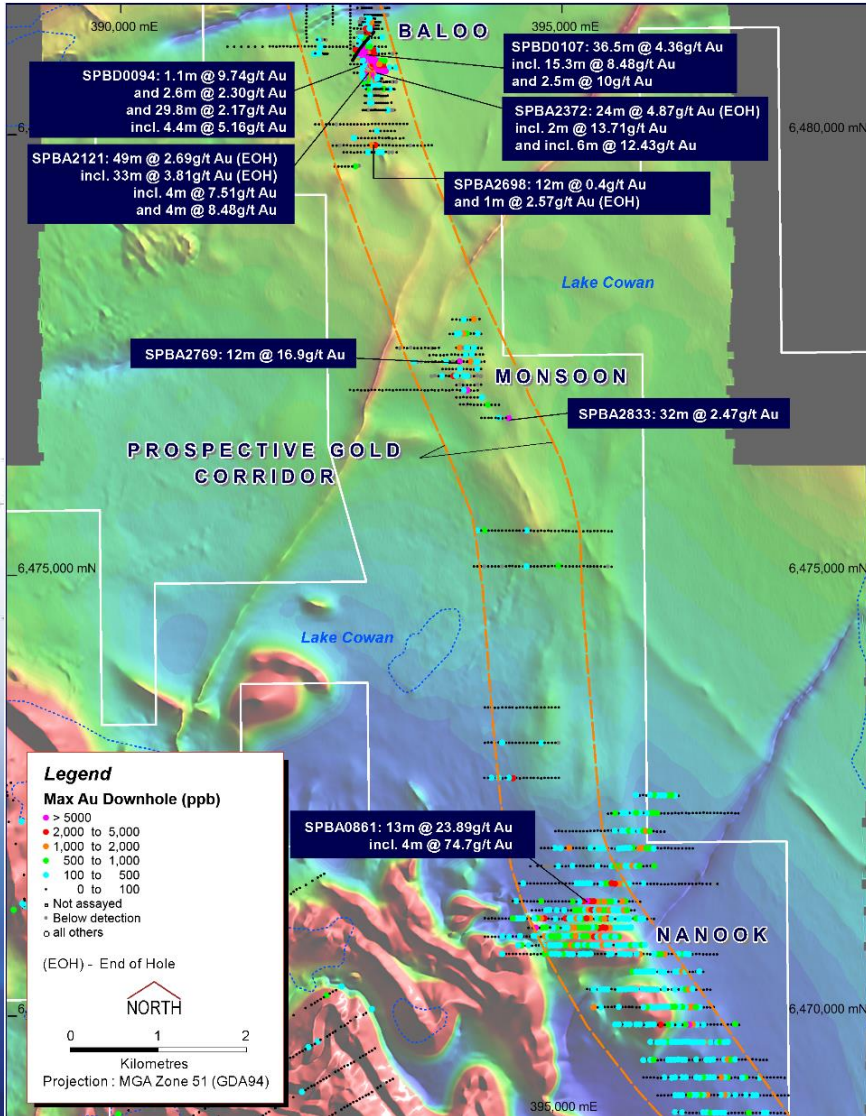 390,000 mE
395,000 mE
BALOO
SPBD0107: 36.5m @ 4.36g/t Au
incl. 15.3m @ 8.48g/t Au
and 2.5m @ 10g/t Au
SPBD0094: 1.1m @ 9.74g/t Au
and 2.6m @ 2.30g/t Au
and 29.8m @ 2.17g/t Au
incl. 4.4m @ 5.16g/t Au
SPBA2372: 24m @ 4.87g/t Au (EOH)
incl. 2m @ 13.71g/t Au
and incl. 6m @ 12.43g/t Au
6,480,000 mN
SPBA2121: 49m @ 2.69g/t Au (EOH)
incl. 33m @ 3.81g/t Au (EOH)
incl. 4m @ 7.51g/t Au
and 4m @ 8.48g/t Au
SPBA2698: 12m @ 0.4g/t Au
and 1m @ 2.57g/t Au (EOH)
Lake Cowan
SPBA2769: 12m @ 16.9g/t Au
MONSOON
SPBA2833: 32m @ 2.47g/t Au
PROSPECTIVE GOLD
CORRIDOR
6,475,000 mN
6,475,000 mN
Lake Cowan
Legend
Max Au Downhole (ppb)
> 5000
2,000 to 5,000
1,000 to 2,000
500 to 1,000
100 to 500
0 to 100
Not assayed
Below detection
all others
(EOH) - End of Hole
NORTH
0 1 2
Kilometres
Projection : MGA Zone 51 (GDA94)
SPBA0861: 13m @ 23.89g/t Au
incl. 4m @ 74.7g/t Au
NANOOK
6,470,000 mN
395,000 mE